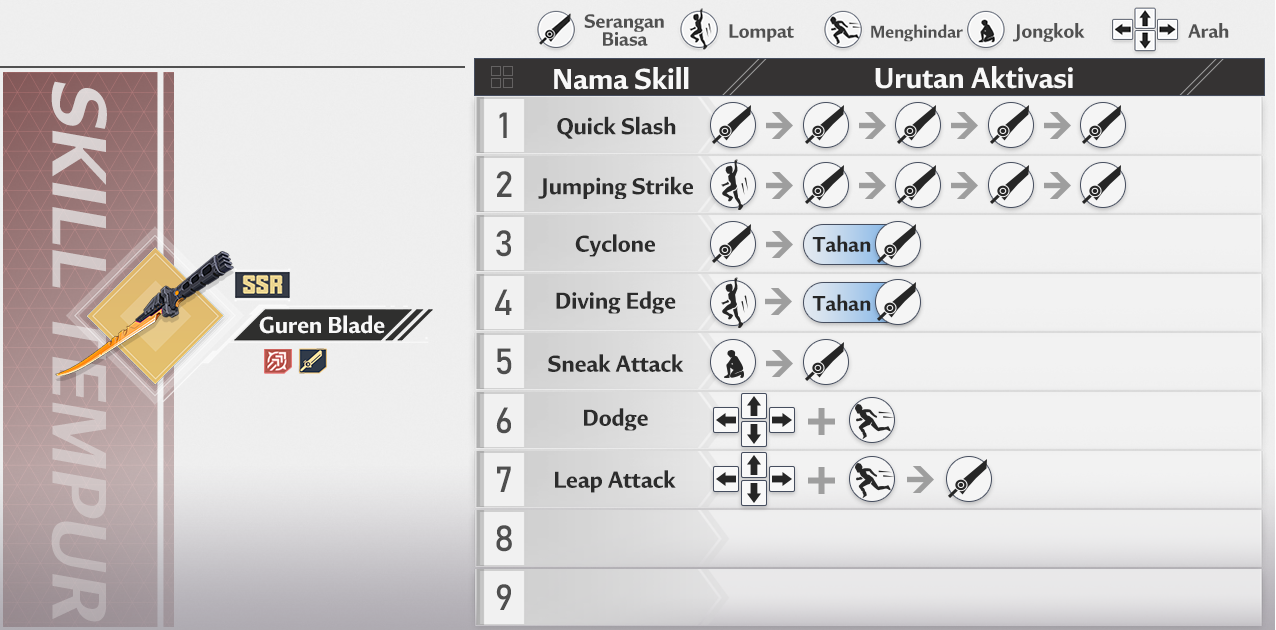 Serangan
Biasa
Lompat
Menghindar
Jongkok
Arah
SKILL TEMPUR
SSR
Guren Blade
Nama Skill
Urutan Aktivasi
1 Quick Slash
2 Jumping Strike
3 Cyclone Tahan
4 Diving Edge Tahan
5 Sneak Attack
6 Dodge
7 Leap Attack
8
9